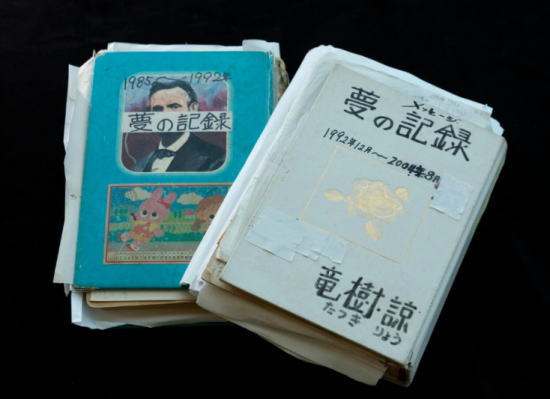 1985〜1992年
夢の記録
メッセージ
夢の記録
1992年12月〜2004年8月
竜樹・諒
たつき りょう